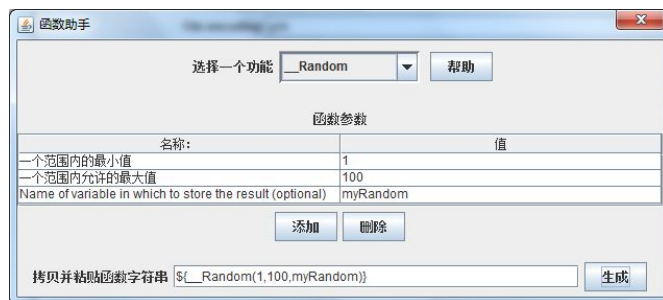 函数助手
选择一个功能 __Random 帮助
函数参数
名称: 值
一个范围内的最小值 1
一个范围内允许的最大值 100
Name of variable in which to store the result (optional) myRandom
添加 删除
拷贝并粘贴函数字符串 ${__Random(1,100,myRandom)} 生成